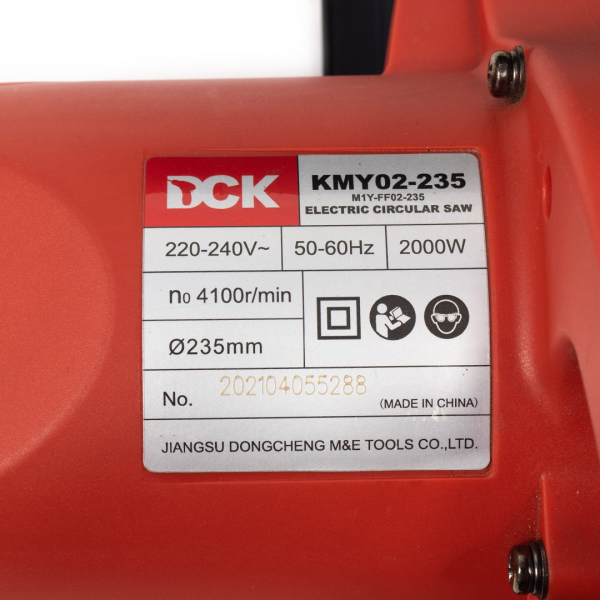 DCK
KMY02-235
M1Y-FF02-235
ELECTRIC CIRCULAR SAW
220-240V~ 50-60Hz 2000W
n₀ 4100r/min
Ø235mm
No. 202104055288
(MADE IN CHINA)
JIANGSU DONGCHENG M&E TOOLS CO.,LTD.